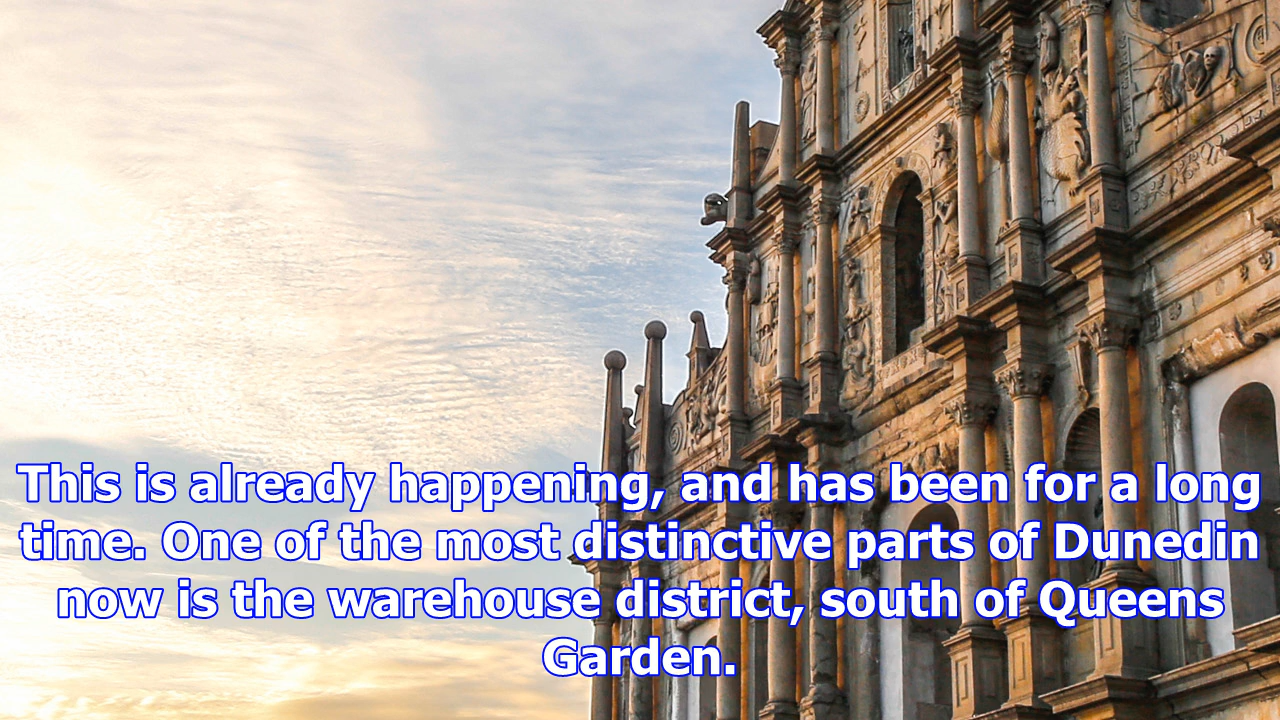 This is already happening, and has been for a long
time. One of the most distinctive parts of Dunedin
now is the warehouse district, south of Queens
Garden.